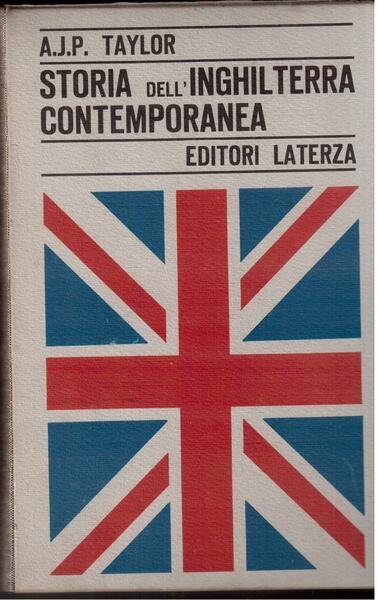 A.J.P. TAYLOR
STORIA DELL'INGHILTERRA
CONTEMPORANEA
EDITORI LATERZA